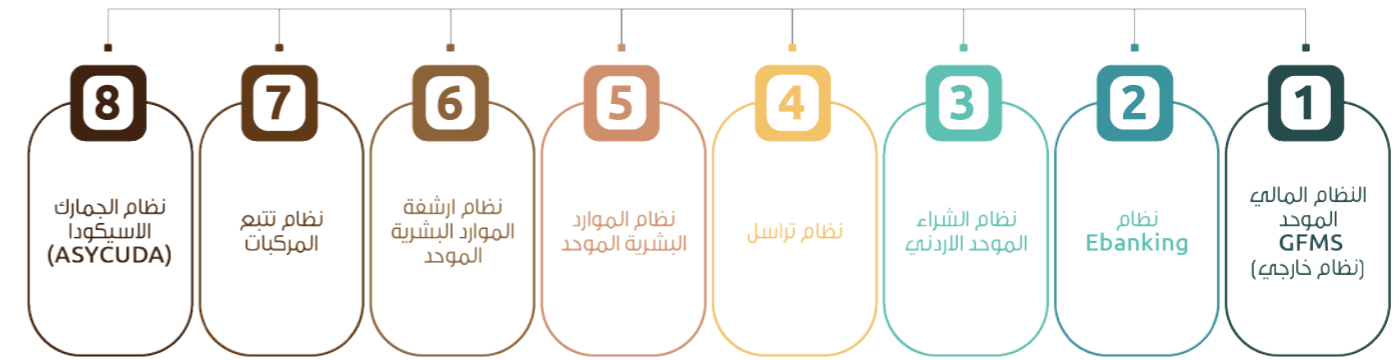 1
النظام المالي
الموحد
GFMS
(نظام خارجي)
2
نظام
Ebanking
3
نظام الشراء
الموحد الاردني
4
نظام تراسل
5
نظام الموارد
البشرية الموحد
6
نظام ارشفة
الموارد البشرية
الموحد
7
نظام تتبع
المركبات
8
نظام الجمارك
الاسيكودا
(ASYCUDA)